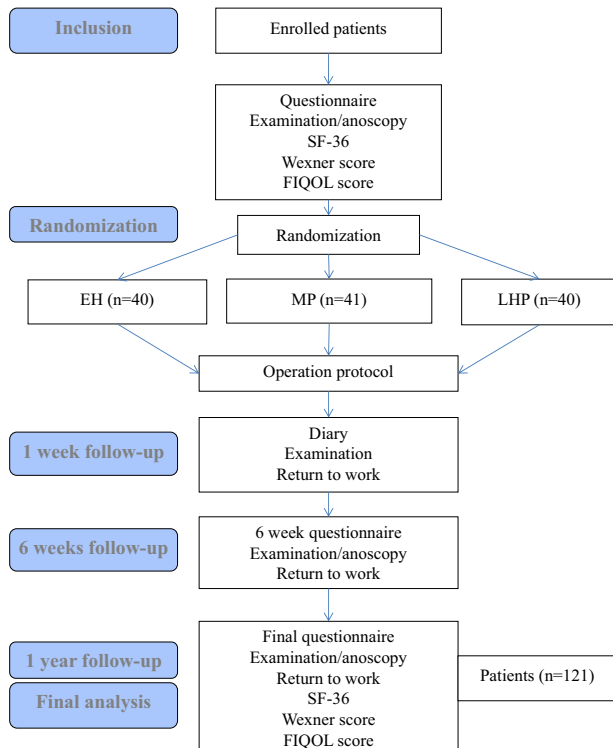 Inclusion
Enrolled patients
Questionnaire
Examination/anoscopy
SF-36
Wexner score
FIQOL score
Randomization
Randomization
EH (n=40)
MP (n=41)
LHP (n=40)
Operation protocol
1 week follow-up
Diary
Examination
Return to work
6 weeks follow-up
6 week questionnaire
Examination/anoscopy
Return to work
1 year follow-up
Final analysis
Final questionnaire
Examination/anoscopy
Return to work
SF-36
Wexner score
FIQOL score
Patients (n=121)